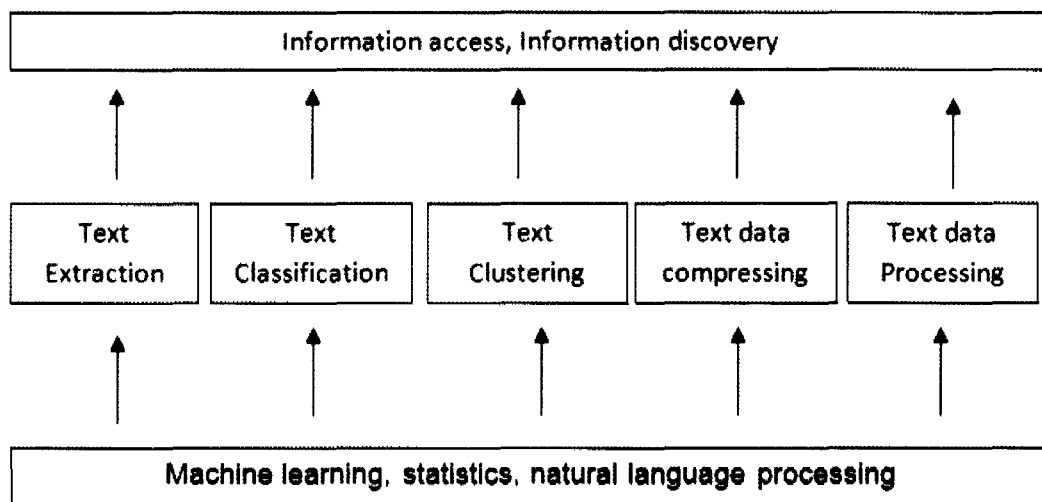 Information access, Information discovery
Text
Extraction
Text
Classification
Text
Clustering
Text data
compressing
Text data
Processing
Machine learning, statistics, natural language processing